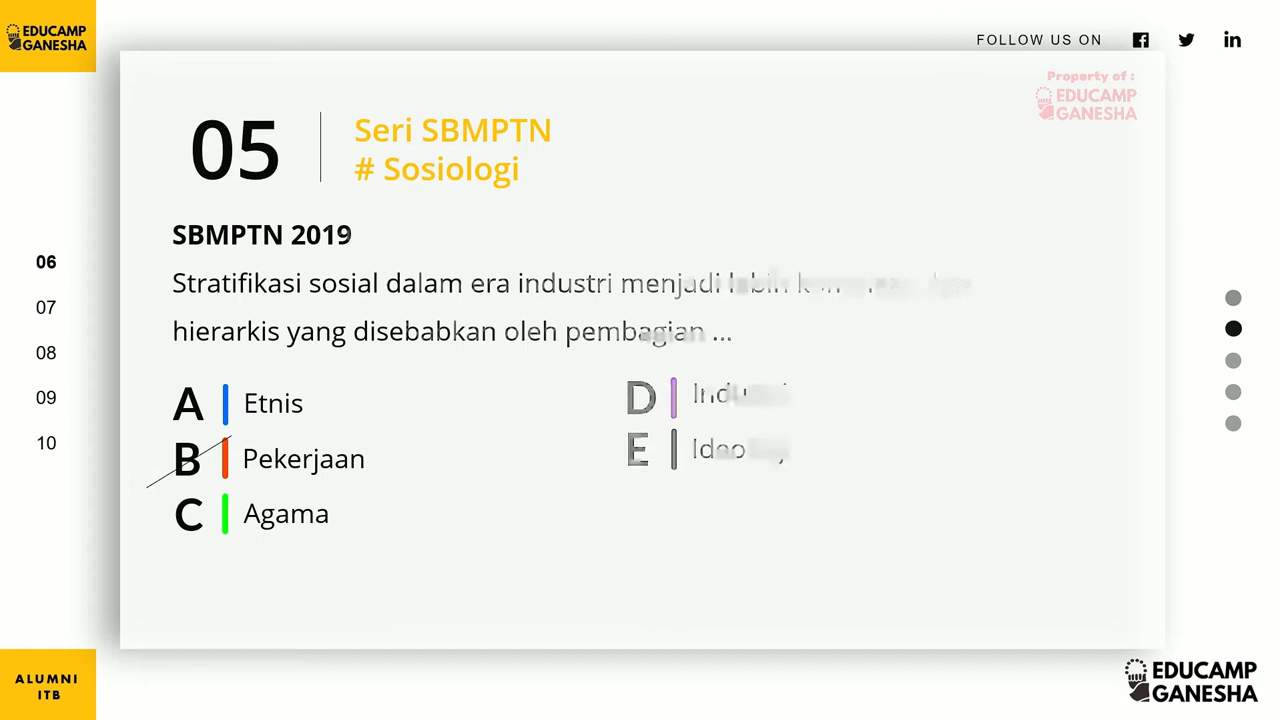 EDUCAMP
GANESHA
FOLLOW US ON
Property of :
EDUCAMP
GANESHA
05
Seri SBMPTN
# Sosiologi
SBMPTN 2019
Stratifikasi sosial dalam era industri menjadi lebih
hierarkis yang disebabkan oleh pembagian ...
A Etnis
B Pekerjaan
C Agama
D
E
06
07
08
09
10
ALUMNI
ITB
EDUCAMP
GANESHA